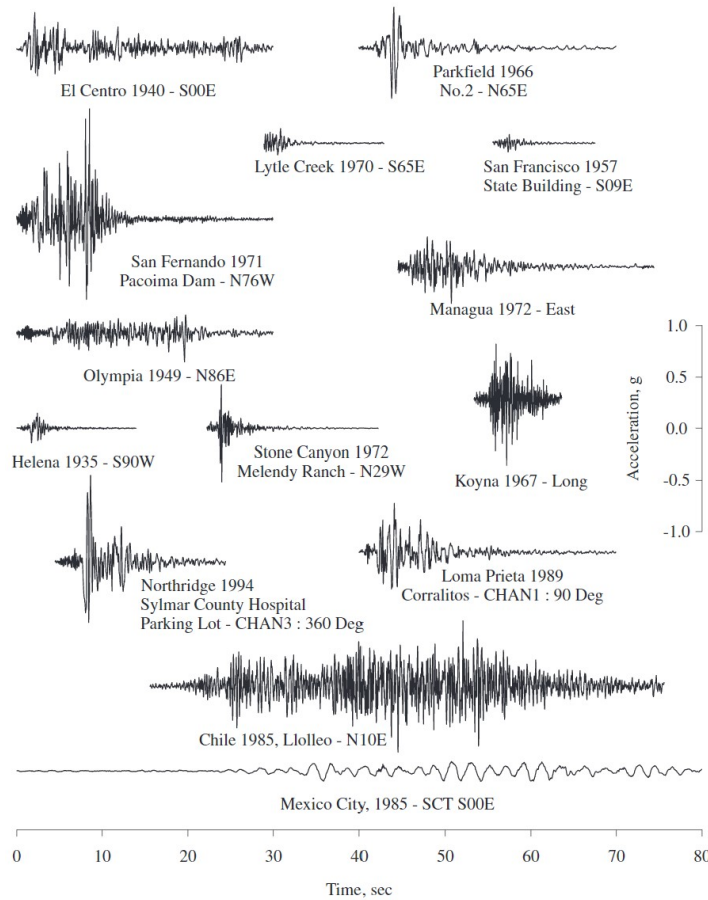 El Centro 1940 - S00E
Parkfield 1966
No.2 - N65E
Lytle Creek 1970 - S65E
San Francisco 1957
State Building - S09E
San Fernando 1971
Pacoima Dam - N76W
Managua 1972 - East
Olympia 1949 - N86E
Helena 1935 - S90W
Stone Canyon 1972
Melendy Ranch - N29W
Koyna 1967 - Long
1.0
0.5
0.0
-0.5
-1.0
Acceleration, g
Northridge 1994
Sylmar County Hospital
Parking Lot - CHAN3 : 360 Deg
Loma Prieta 1989
Corralitos - CHAN1 : 90 Deg
Chile 1985, Llolleo - N10E
Mexico City, 1985 - SCT S00E
0 10 20 30 40 50 60 70 80
Time, sec